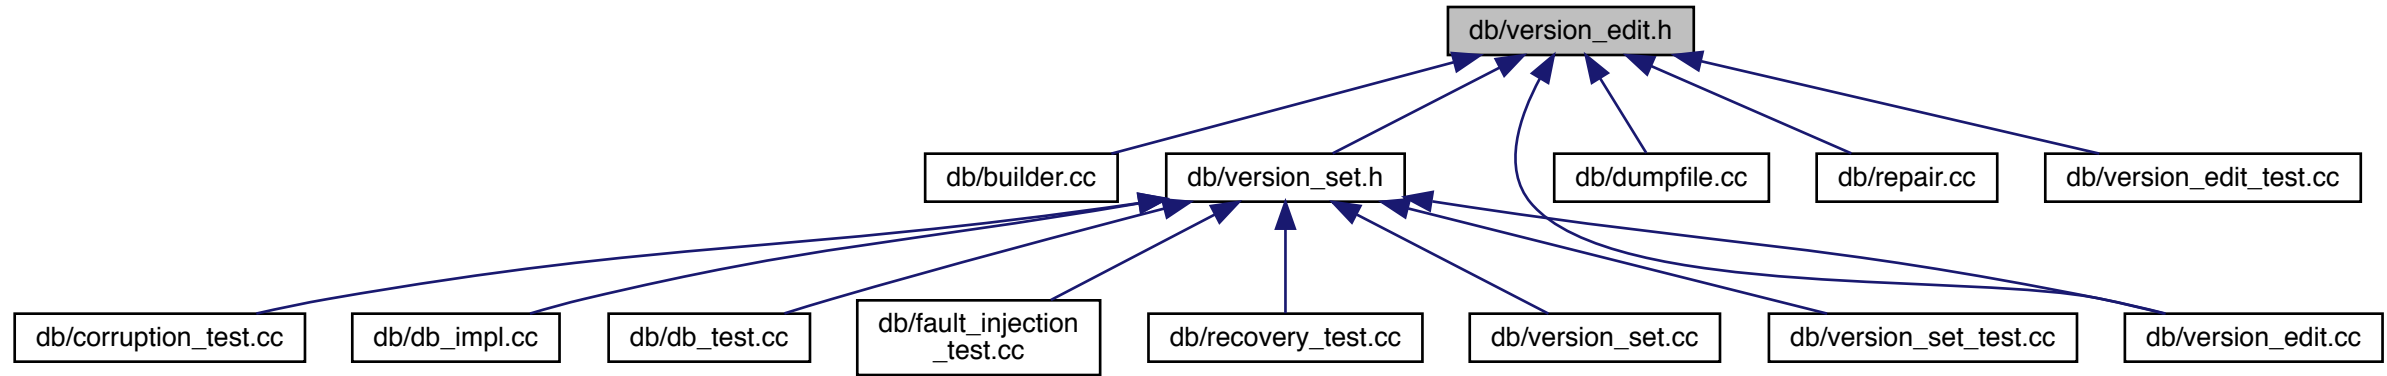 db/version_edit.h
db/builder.cc
db/version_set.h
db/dumpfile.cc
db/repair.cc
db/version_edit_test.cc
db/corruption_test.cc
db/db_impl.cc
db/db_test.cc
db/fault_injection
_test.cc
db/recovery_test.cc
db/version_set.cc
db/version_set_test.cc
db/version_edit.cc